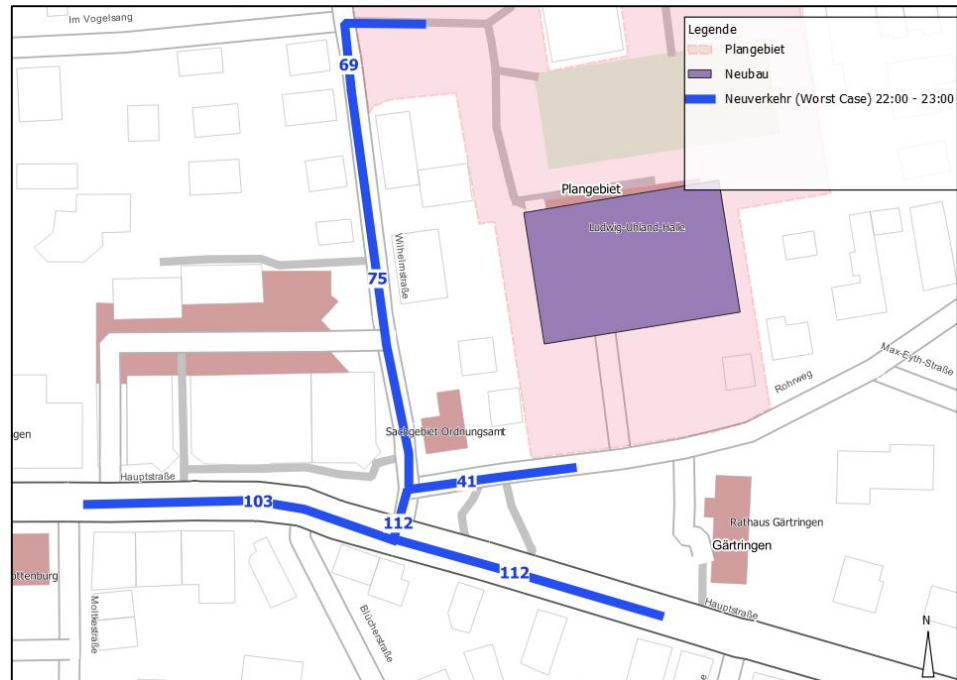 Im Vogelsang
Legende
Plangebiet
Neubau
Neuverkehr (Worst Case) 22:00 - 23:00
69
Plangebiet
Ludwig-Uhland-Halle
Wilhelmstraße
75
Max-Eyth-Straße
Rohrweg
Sachgebiet Ordnungsamt
gen
Hauptstraße
41
103
112
Rathaus Gärtringen
Gärtringen
112
ottenburg
Moltkestraße
Blücherstraße
Hauptstraße
N